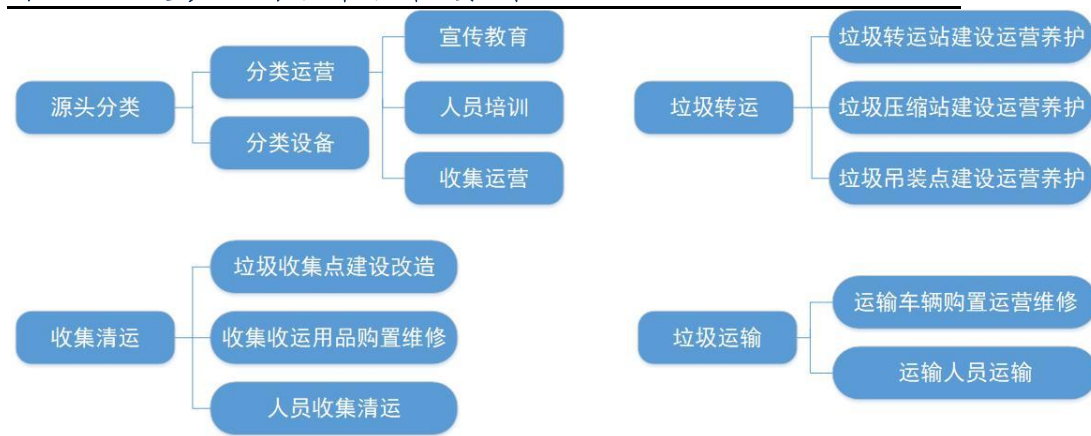 源头分类
分类运营
分类设备
宣传教育
人员培训
收集运营
垃圾转运
垃圾转运站建设运营养护
垃圾压缩站建设运营养护
垃圾吊装点建设运营养护
收集清运
垃圾收集点建设改造
收集收运用品购置维修
人员收集清运
垃圾运输
运输车辆购置运营维修
运输人员运输